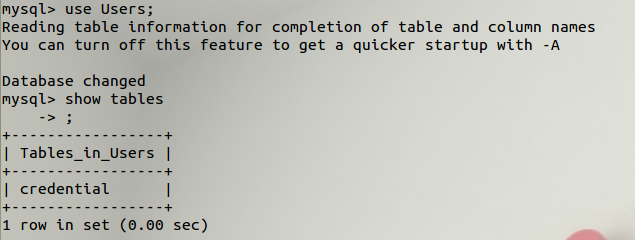 mysql> use Users;
Reading table information for completion of table and column names
You can turn off this feature to get a quicker startup with -A
Database changed
mysql> show tables
    -> ;
+-----------------+
| Tables_in_Users |
+-----------------+
| credential      |
+-----------------+
1 row in set (0.00 sec)